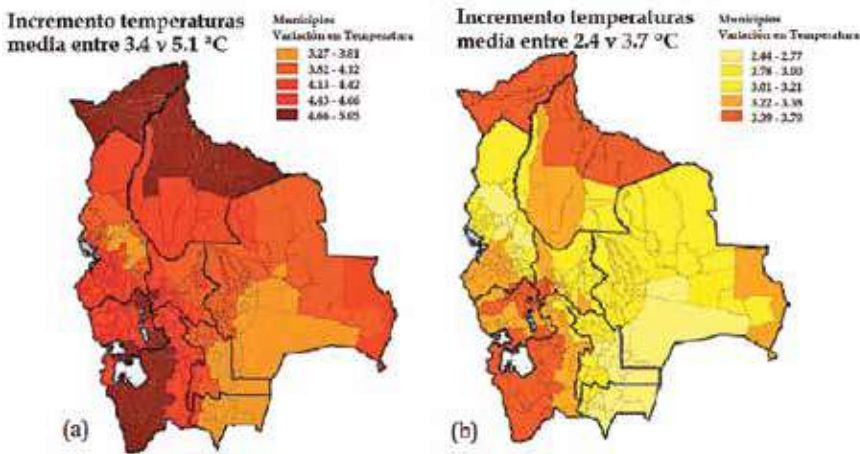 Incremento temperaturas
media entre 3.4 y 5.1 °C
Municipios
Variación en Temperatura
3.27 - 3.81
3.82 - 4.12
4.13 - 4.42
4.43 - 4.66
4.66 - 5.05
(a)
Incremento temperaturas
media entre 2.4 y 3.7 °C
Municipios
Variación en Temperatura
2.44 - 2.77
2.78 - 3.00
3.01 - 3.21
3.22 - 3.38
3.39 - 3.70
(b)